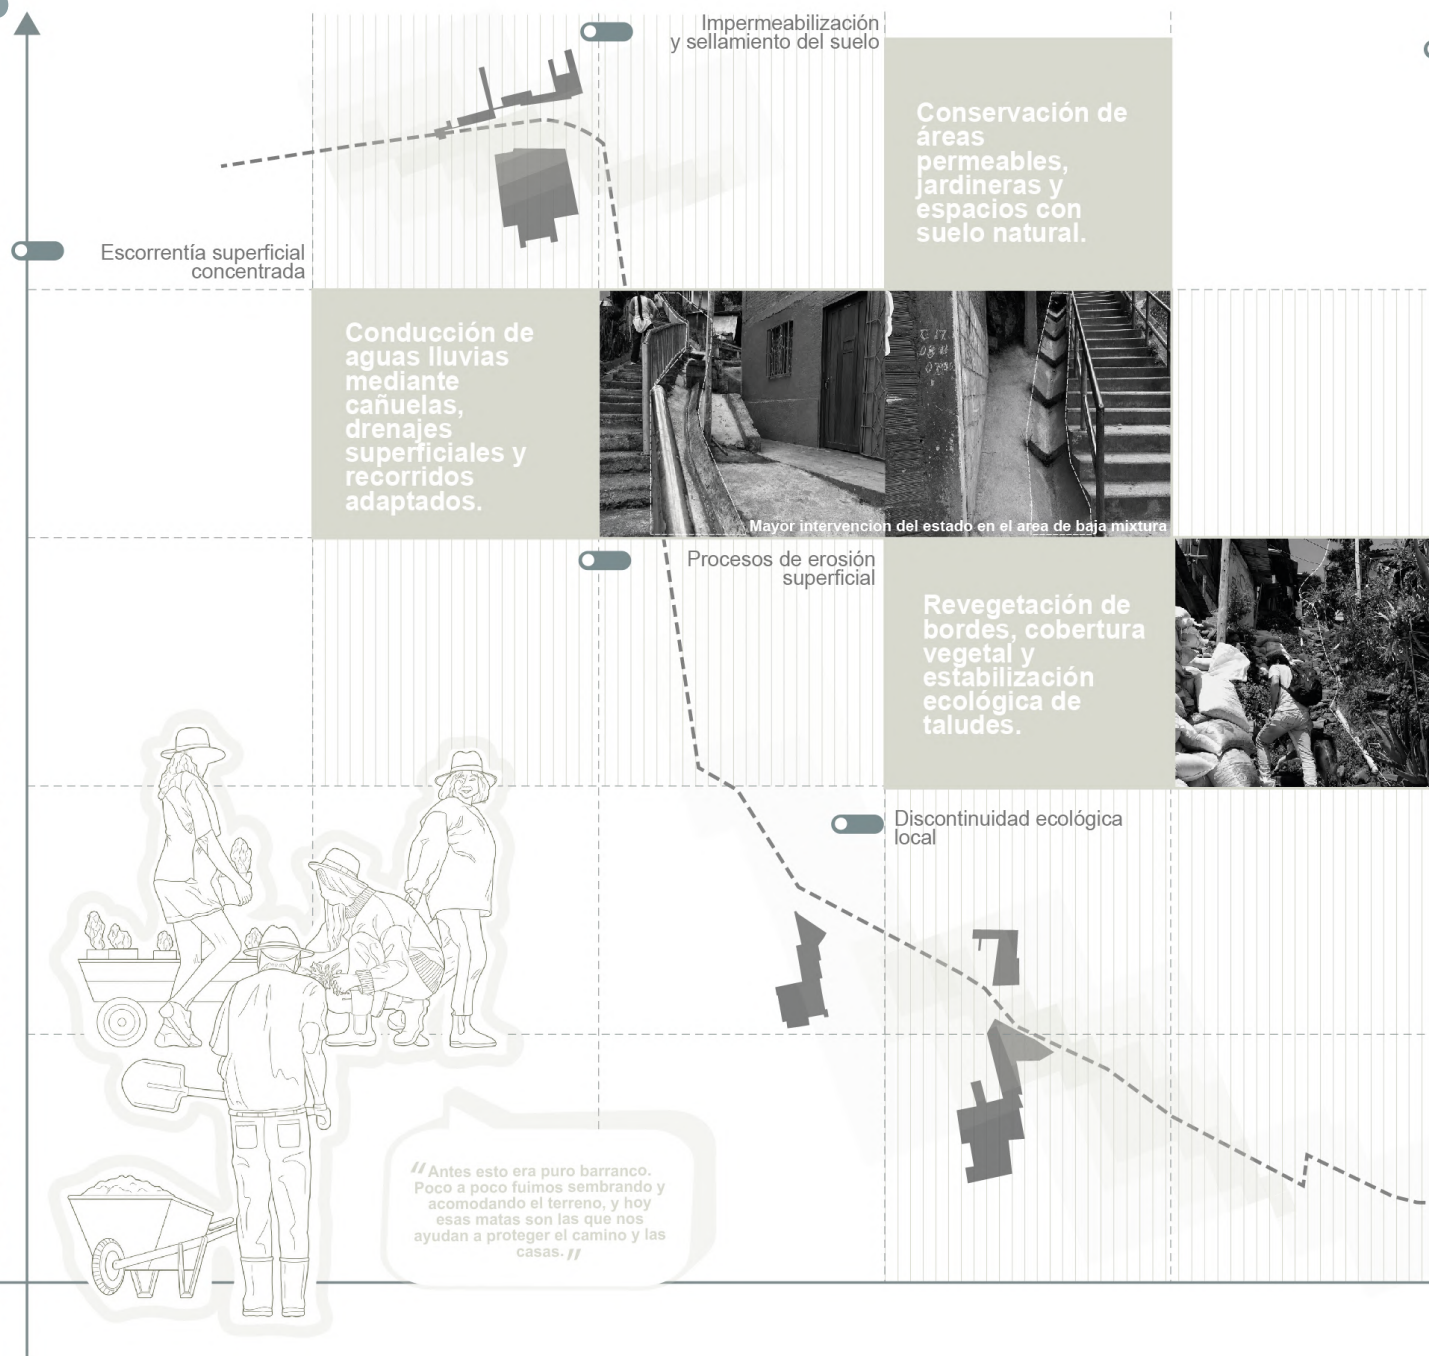 Impermeabilización
y sellamiento del suelo
Conservación de
áreas
permeables,
jardineras y
espacios con
suelo natural.
Escorrentía superficial
concentrada
Conducción de
aguas lluvias
mediante
cañuelas,
drenajes
superficiales y
recorridos
adaptados.
Mayor intervencion del estado en el area de baja mixtura
Procesos de erosión
superficial
Revegetación de
bordes, cobertura
vegetal y
estabilización
ecológica de
taludes.
Discontinuidad ecológica
local
“Antes esto era puro barranco.
Poco a poco fuimos sembrando y
acomodando el terreno, y hoy
esas matas son las que nos
ayudan a proteger el camino y las
casas.”